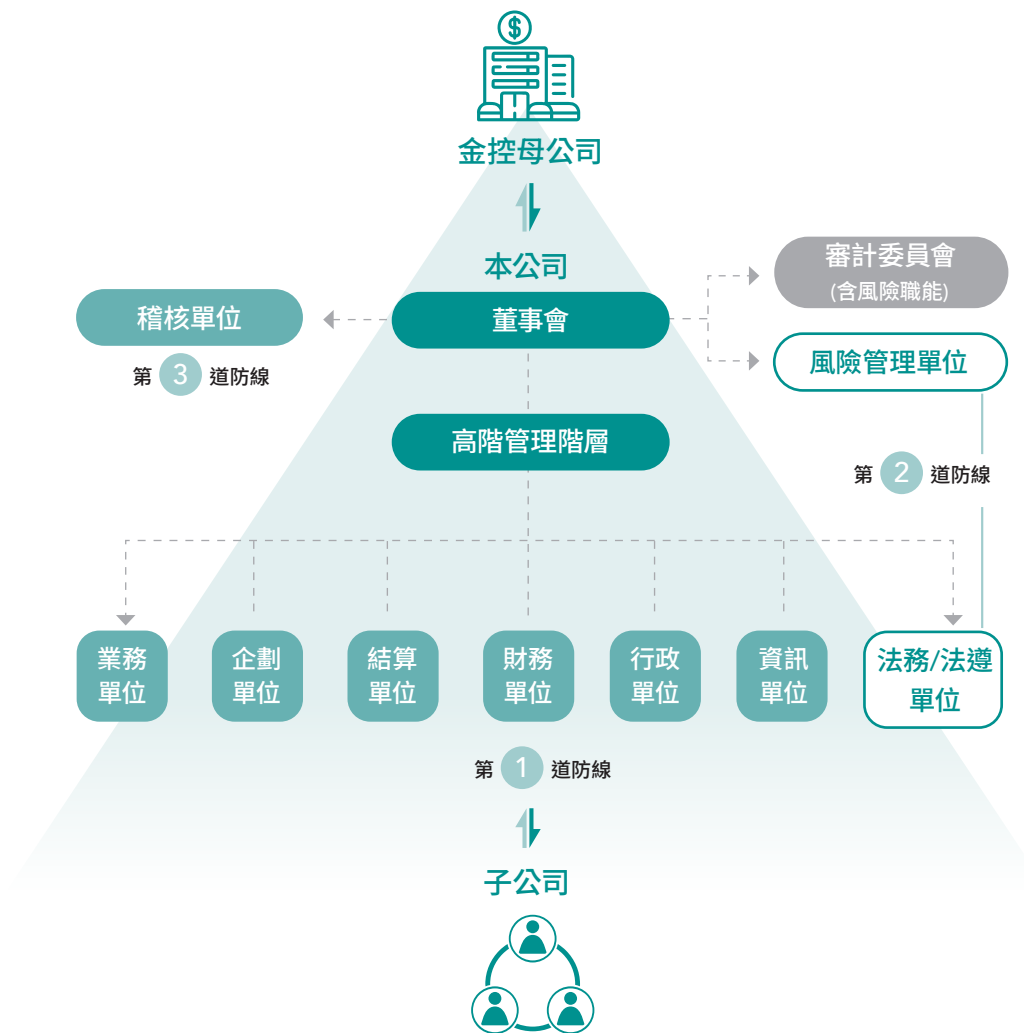 $
金控母公司
本公司
審計委員會
(含風險職能)
稽核單位
董事會
風險管理單位
第 3 道防線
高階管理階層
第 2 道防線
業務
單位
企劃
單位
結算
單位
財務
單位
行政
單位
資訊
單位
法務/法遵
單位
第 1 道防線
子公司